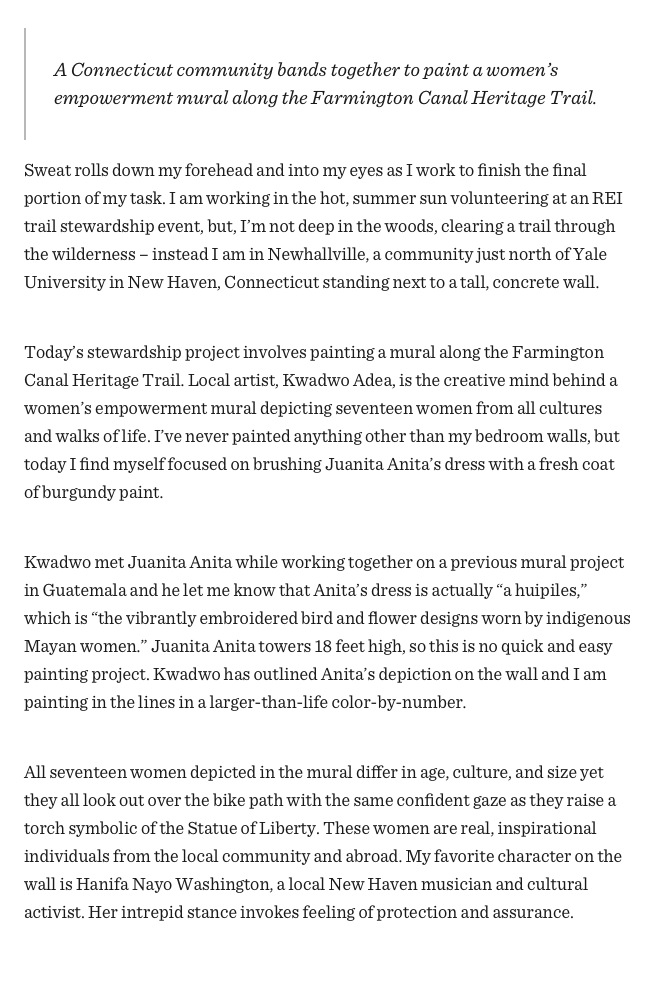 A Connecticut community bands together to paint a women’s
empowerment mural along the Farmington Canal Heritage Trail.
Sweat rolls down my forehead and into my eyes as I work to finish the final
portion of my task. I am working in the hot, summer sun volunteering at an REI
trail stewardship event, but, I’m not deep in the woods, clearing a trail through
the wilderness – instead I am in Newhallville, a community just north of Yale
University in New Haven, Connecticut standing next to a tall, concrete wall.
Today’s stewardship project involves painting a mural along the Farmington
Canal Heritage Trail. Local artist, Kwadwo Adea, is the creative mind behind a
women’s empowerment mural depicting seventeen women from all cultures
and walks of life. I’ve never painted anything other than my bedroom walls, but
today I find myself focused on brushing Juanita Anita’s dress with a fresh coat
of burgundy paint.
Kwadwo met Juanita Anita while working together on a previous mural project
in Guatemala and he let me know that Anita’s dress is actually “a huipiles,”
which is “the vibrantly embroidered bird and flower designs worn by indigenous
Mayan women.” Juanita Anita towers 18 feet high, so this is no quick and easy
painting project. Kwadwo has outlined Anita’s depiction on the wall and I am
painting in the lines in a larger-than-life color-by-number.
All seventeen women depicted in the mural differ in age, culture, and size yet
they all look out over the bike path with the same confident gaze as they raise a
torch symbolic of the Statue of Liberty. These women are real, inspirational
individuals from the local community and abroad. My favorite character on the
wall is Hanifa Nayo Washington, a local New Haven musician and cultural
activist. Her intrepid stance invokes feeling of protection and assurance.